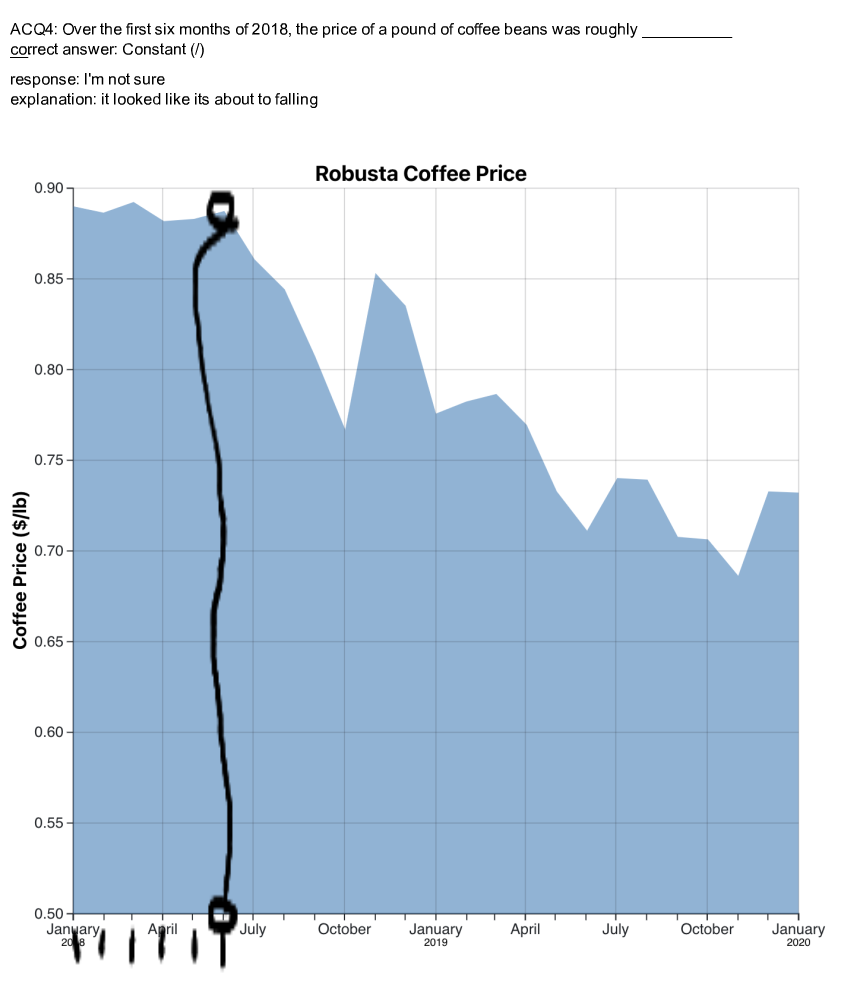 ACQ4: Over the first six months of 2018, the price of a pound of coffee beans was roughly ___________
correct answer: Constant (/)
response: I'm not sure
explanation: it looked like its about to falling
Robusta Coffee Price
0.90
0.85
0.80
0.75
0.70
0.65
0.60
0.55
0.50
Coffee Price ($/lb)
January April July October January April July October January
2018 2019 2020